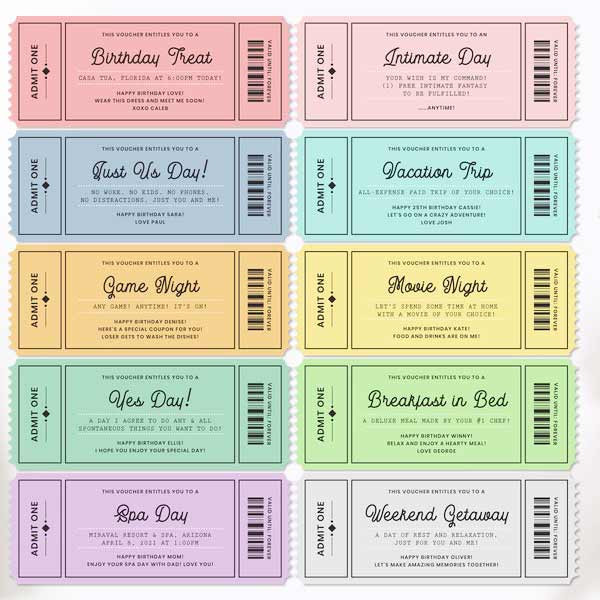 ADMIT ONE
THIS VOUCHER ENTITLES YOU TO A
Birthday Treat
CASA TUA, FLORIDA AT 6:00PM TODAY!
HAPPY BIRTHDAY LOVE!
WEAR THIS DRESS AND MEET ME SOON!
XOXO CALEB
VALID UNTIL: FOREVER
ADMIT ONE
THIS VOUCHER ENTITLES YOU TO AN
Intimate Day
YOUR WISH IS MY COMMAND!
(1) FREE INTIMATE FANTASY
TO BE FULFILLED!
......ANYTIME!
VALID UNTIL: FOREVER
ADMIT ONE
THIS VOUCHER ENTITLES YOU TO A
Just Us Day!
NO WORK. NO KIDS. NO PHONES.
NO DISTRACTIONS. JUST YOU AND ME!
HAPPY BIRTHDAY SARA!
LOVE PAUL
VALID UNTIL: FOREVER
ADMIT ONE
THIS VOUCHER ENTITLES YOU TO A
Vacation Trip
ALL-EXPENSE PAID TRIP OF YOUR CHOICE!
HAPPY 25TH BIRTHDAY CASSIE!
LET'S GO ON A CRAZY ADVENTURE!
LOVE JOSH
VALID UNTIL: FOREVER
ADMIT ONE
THIS VOUCHER ENTITLES YOU TO A
Game Night
ANY GAME! ANYTIME! IT'S ON!
HAPPY BIRTHDAY DENISE!
HERE'S A SPECIAL COUPON FOR YOU!
LOSER GETS TO WASH THE DISHES!
VALID UNTIL: FOREVER
ADMIT ONE
THIS VOUCHER ENTITLES YOU TO A
Movie Night
LET'S SPEND SOME TIME AT HOME
WITH A MOVIE OF YOUR CHOICE!
HAPPY BIRTHDAY KATE!
FOOD AND DRINKS ARE ON ME!
VALID UNTIL: FOREVER
ADMIT ONE
THIS VOUCHER ENTITLES YOU TO A
Yes Day!
A DAY I AGREE TO DO ANY & ALL
SPONTANEOUS THINGS YOU WANT TO DO!
HAPPY BIRTHDAY ELLIE!
I HOPE YOU ENJOY YOUR SPECIAL DAY!
VALID UNTIL: FOREVER
ADMIT ONE
THIS VOUCHER ENTITLES YOU TO A
Breakfast in Bed
A DELUXE MEAL MADE BY YOUR #1 CHEF!
HAPPY BIRTHDAY WINNY!
RELAX AND ENJOY A HEARTY MEAL!
LOVE GEORGE
VALID UNTIL: FOREVER
ADMIT ONE
THIS VOUCHER ENTITLES YOU TO A
Spa Day
MIRAVAL RESORT & SPA, ARIZONA
APRIL 8, 2021 AT 1:00PM
HAPPY BIRTHDAY MOM!
ENJOY YOUR SPA DAY WITH DAD! LOVE YOU!
VALID UNTIL: FOREVER
ADMIT ONE
THIS VOUCHER ENTITLES YOU TO A
Weekend Getaway
A DAY OF REST AND RELAXATION,
JUST FOR YOU AND ME!
HAPPY BIRTHDAY OLIVER!
LET'S MAKE AMAZING MEMORIES TOGETHER!
VALID UNTIL: FOREVER